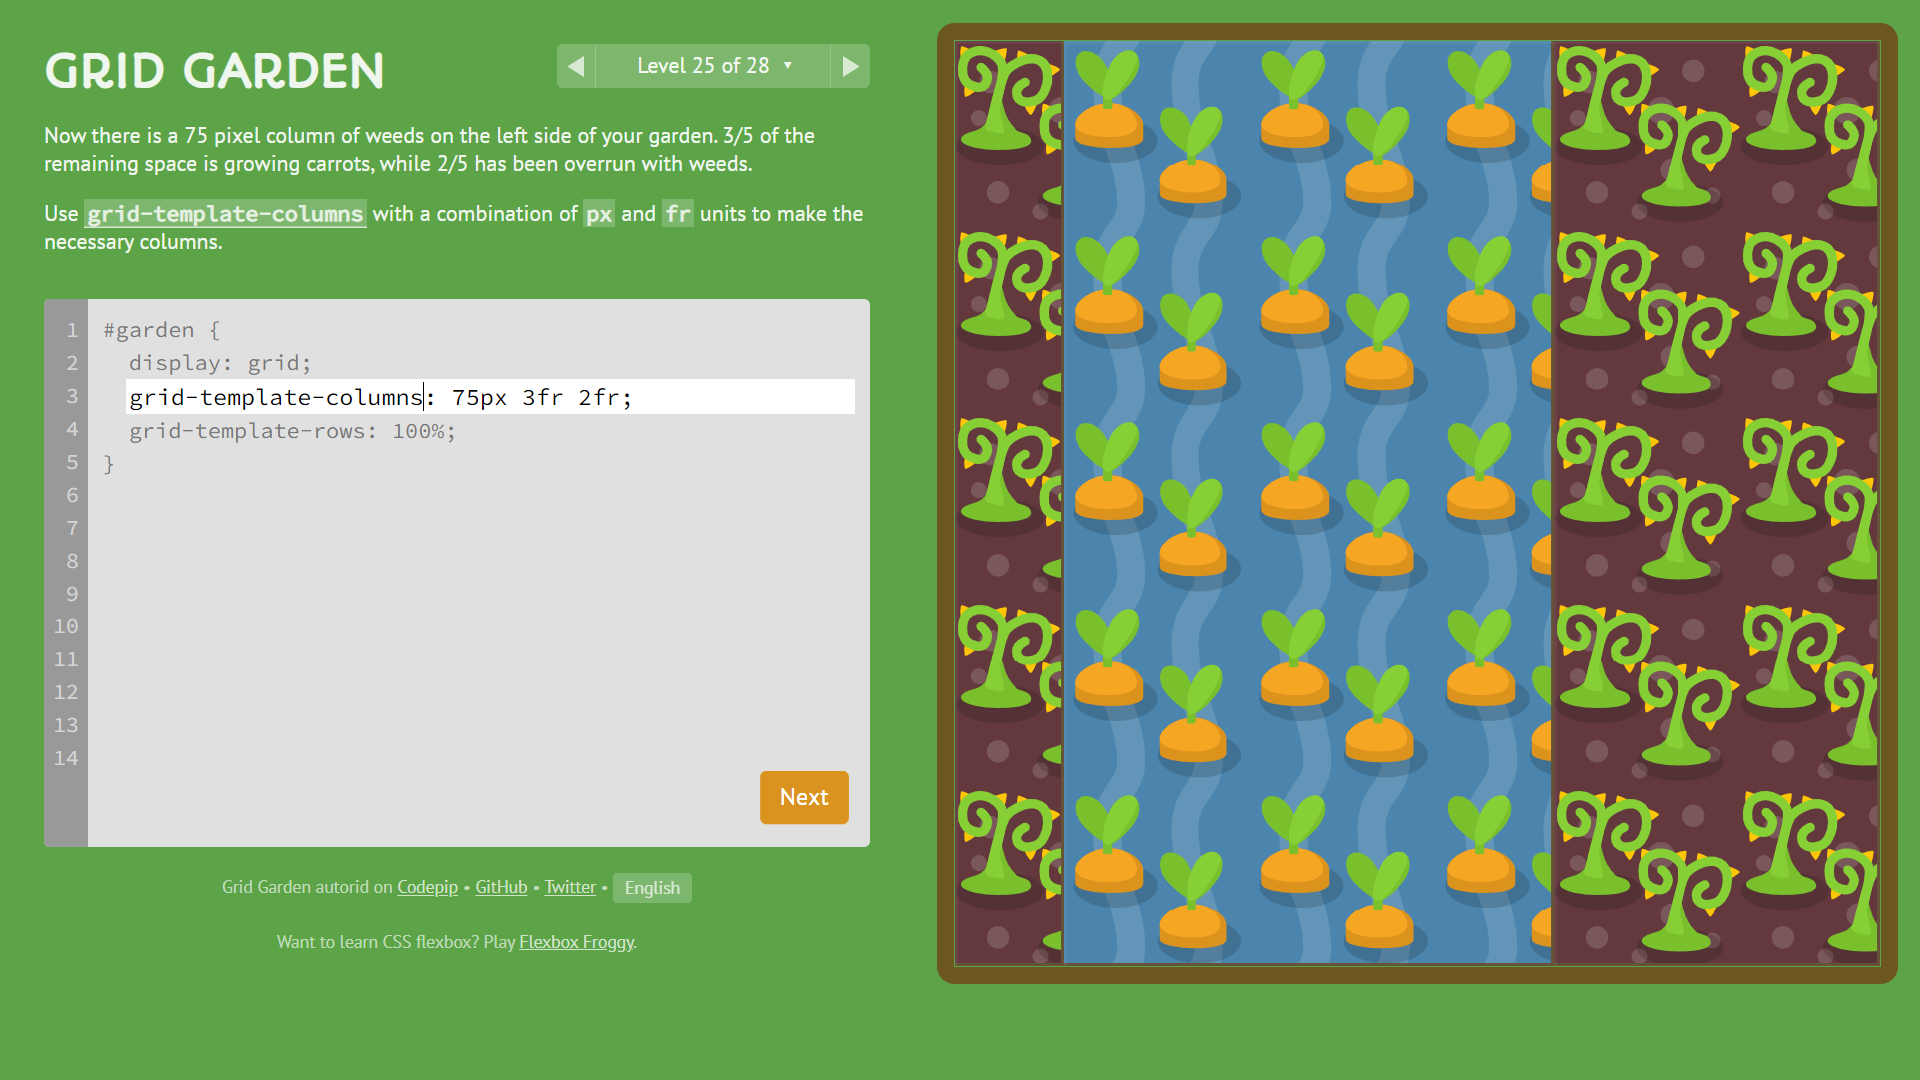 GRID GARDEN
◀ Level 25 of 28 ▼ ▶
Now there is a 75 pixel column of weeds on the left side of your garden. 3/5 of the
remaining space is growing carrots, while 2/5 has been overrun with weeds.
Use grid-template-columns with a combination of px and fr units to make the
necessary columns.
1 #garden {
2 display: grid;
3 grid-template-columns: 75px 3fr 2fr;
4 grid-template-rows: 100%;
5 }
6
7
8
9
10
11
12
13
14
Next
Grid Garden autorid on Codepip • GitHub • Twitter • English
Want to learn CSS flexbox? Play Flexbox Froggy.